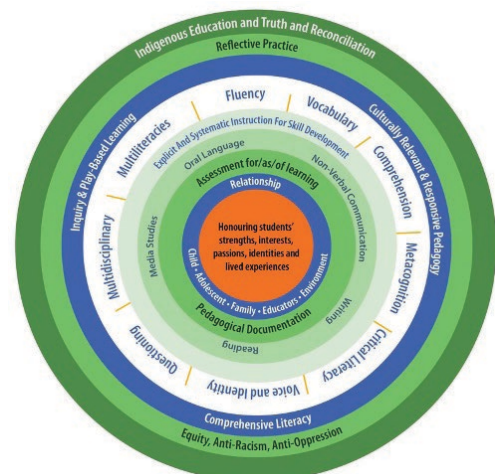 Indigenous Education and Truth and Reconciliation
Reflective Practice
Inquiry & Play-Based Learning
Culturally Relevant & Responsive Pedagogy
Comprehensive Literacy
Equity, Anti-Racism, Anti-Oppression
Fluency
Vocabulary
Comprehension
Metacognition
Critical Literacy
Voice and Identity
Questioning
Multidisciplinary
Multiliteracies
Explicit And Systematic Instruction For Skill Development
Oral Language
Non-Verbal Communication
Writing
Reading
Media Studies
Assessment for/as/of learning
Pedagogical Documentation
Relationship
Child • Adolescent • Family • Educators • Environment
Honouring students'
strengths, interests,
passions, identities and
lived experiences